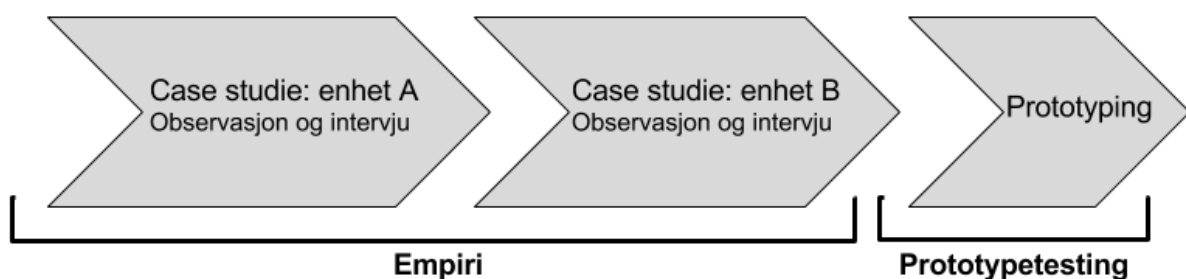 Case studie: enhet A
Observasjon og intervju
Case studie: enhet B
Observasjon og intervju
Prototyping
Empiri
Prototypetesting